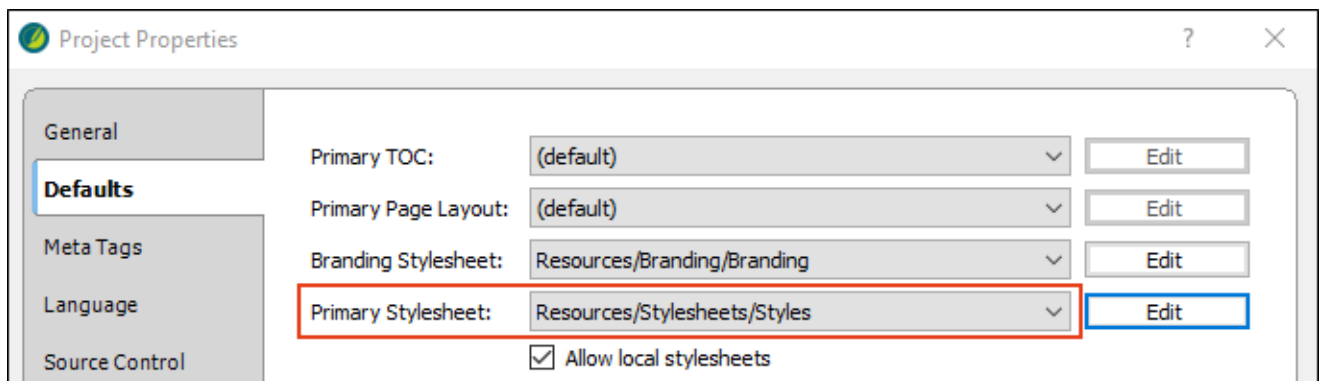 Project Properties ?
General
Primary TOC: (default) Edit
Defaults
Primary Page Layout: (default) Edit
Meta Tags
Branding Stylesheet: Resources/Branding/Branding Edit
Language
Primary Stylesheet: Resources/Stylesheets/Styles Edit
Source Control
Allow local stylesheets